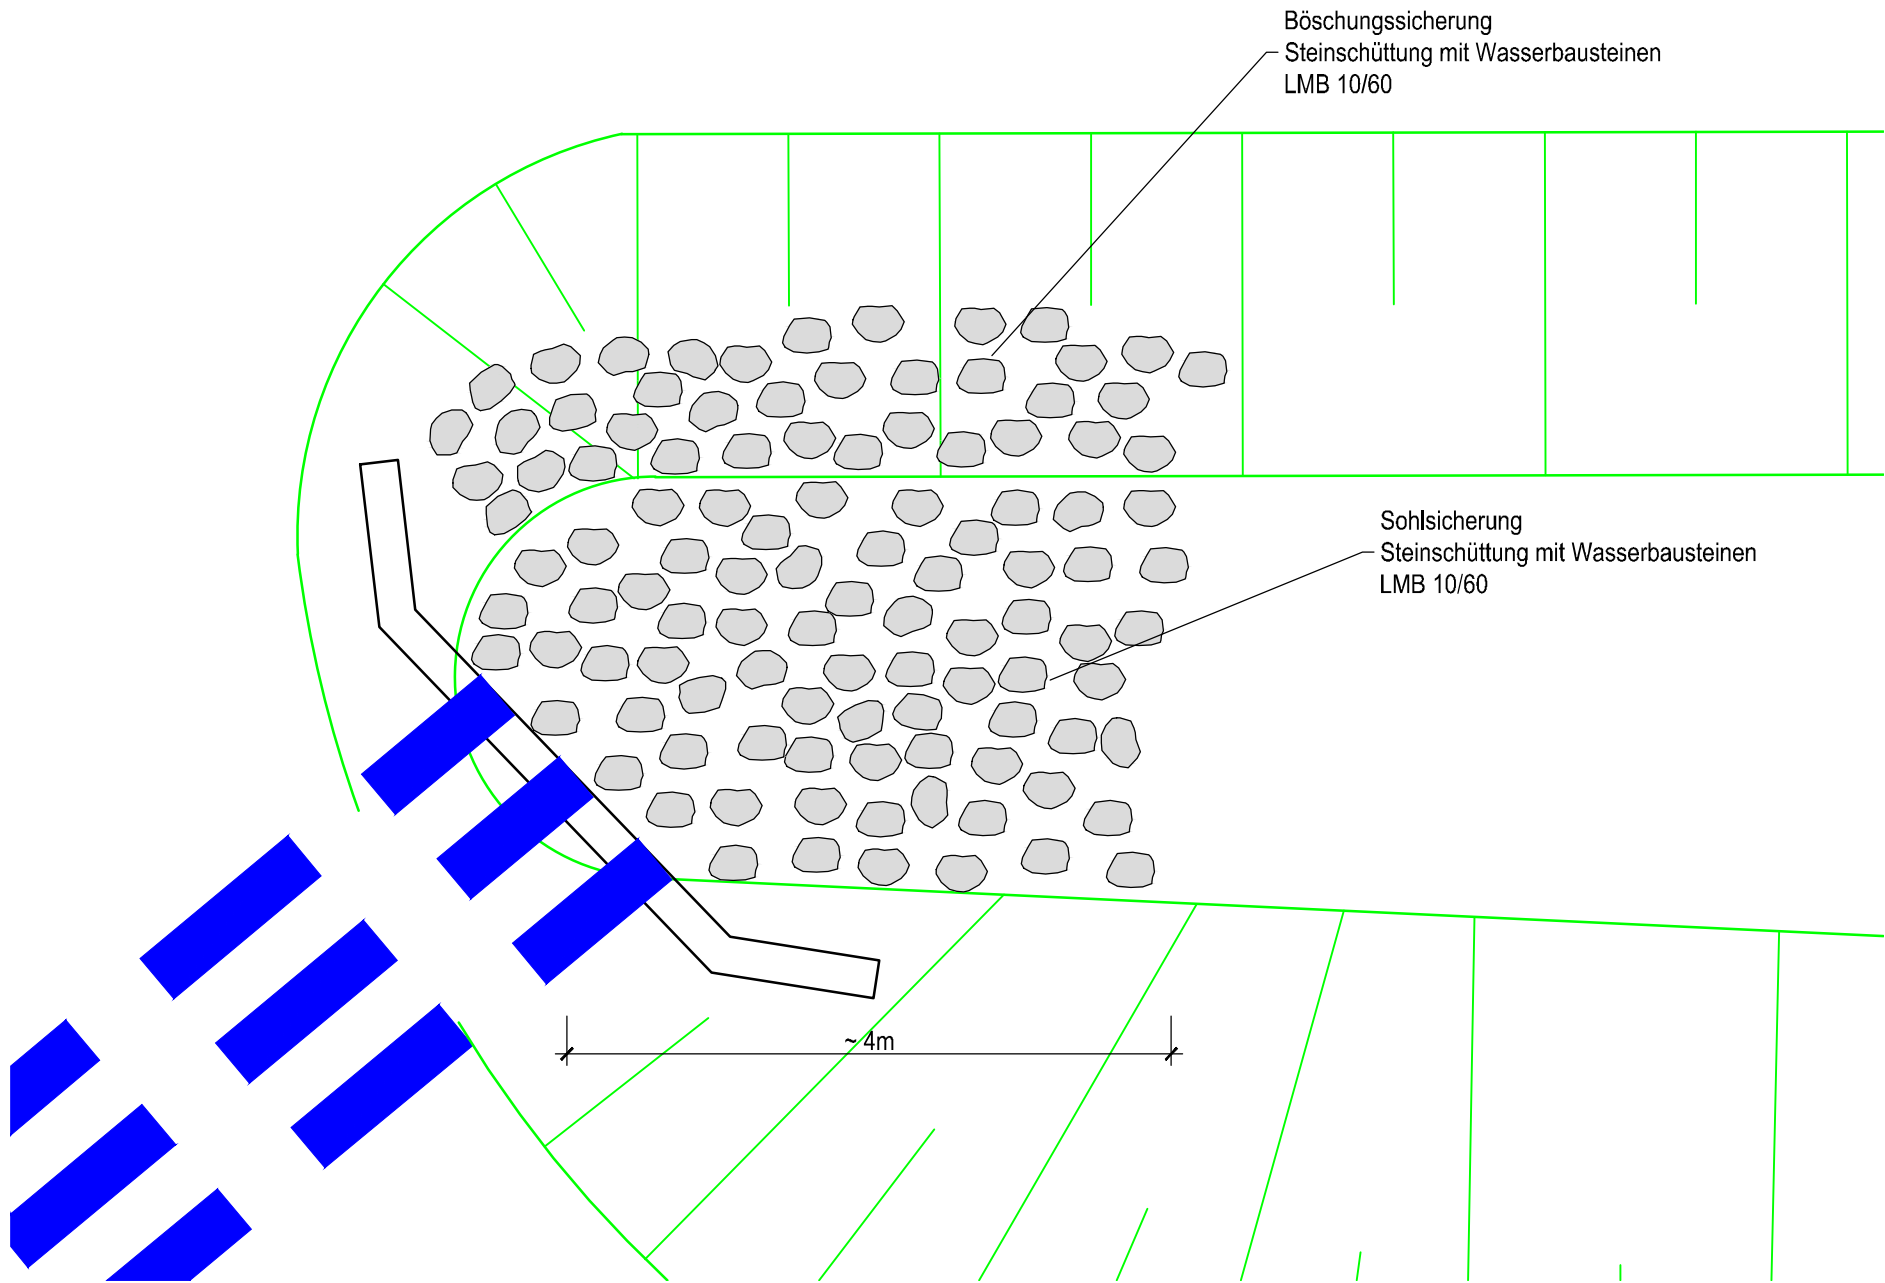 Böschungssicherung
Steinschüttung mit Wasserbausteinen
LMB 10/60
Sohlsicherung
Steinschüttung mit Wasserbausteinen
LMB 10/60
~ 4m